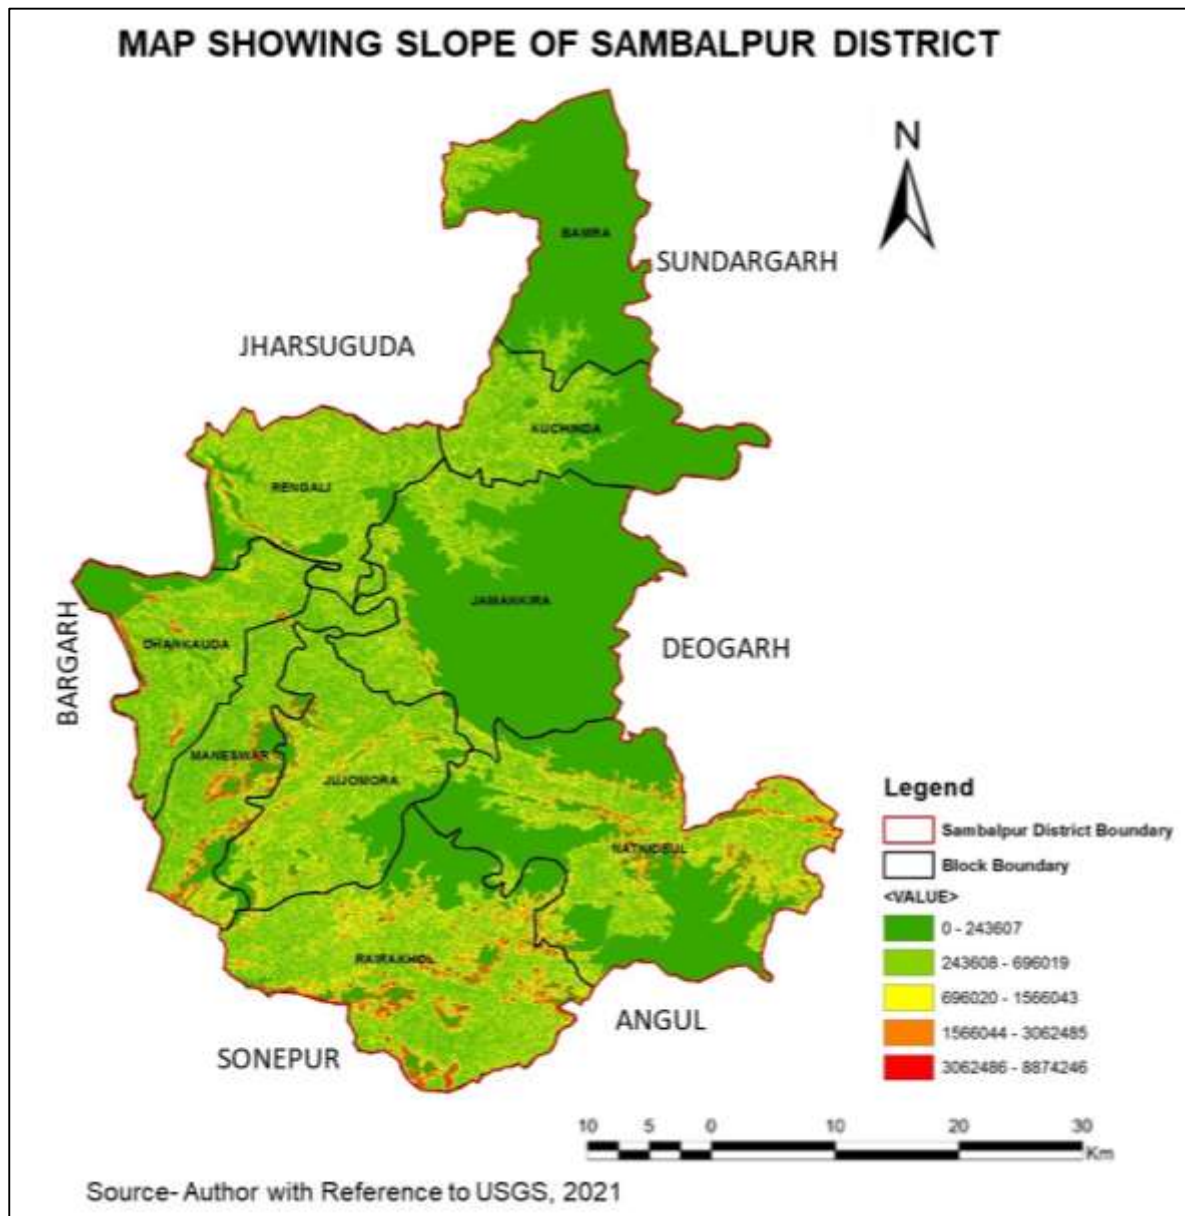 MAP SHOWING SLOPE OF SAMBALPUR DISTRICT
N
BAMRA
SUNDARGARH
JHARSUGUDA
KUCHINDA
RENGALI
JAMANKIRA
BARGARH
DHANKAUDA
DEOGARH
MANESWAR
JUJOMORA
Legend
Sambalpur District Boundary
Block Boundary
<VALUE>
0 - 243607
243608 - 696019
696020 - 1566043
1566044 - 3062485
3062486 - 8874246
RAIRAKHOL
ANGUL
SONEPUR
10 5 0 10 20 30
Km
Source- Author with Reference to USGS, 2021